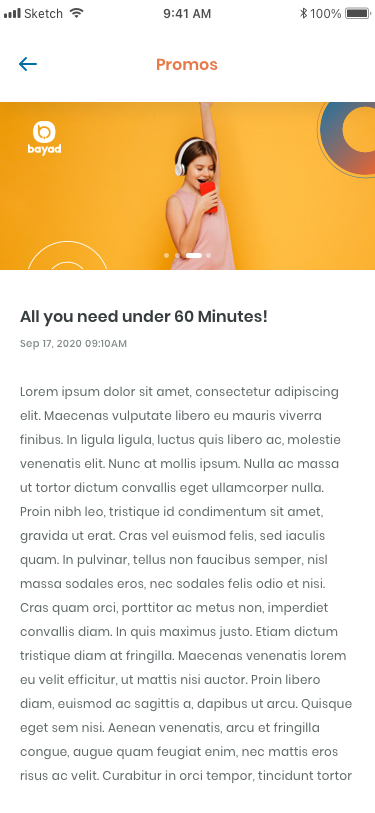 Sketch
9:41 AM
100%
Promos
bayad
All you need under 60 Minutes!
Sep 17, 2020 09:10AM
Lorem ipsum dolor sit amet, consectetur adipiscing
elit. Maecenas vulputate libero eu mauris viverra
finibus. In ligula ligula, luctus quis libero ac, molestie
venenatis elit. Nunc at mollis ipsum. Nulla ac massa
ut tortor dictum convallis eget ullamcorper nulla.
Proin nibh leo, tristique id condimentum sit amet,
gravida ut erat. Cras vel euismod felis, sed iaculis
quam. In pulvinar, tellus non faucibus semper, nisl
massa sodales eros, nec sodales felis odio et nisi.
Cras quam orci, porttitor ac metus non, imperdiet
convallis diam. In quis maximus justo. Etiam dictum
tristique diam at fringilla. Maecenas venenatis lorem
eu velit efficitur, ut mattis nisi auctor. Proin libero
diam, euismod ac sagittis a, dapibus ut arcu. Quisque
eget sem nisi. Aenean venenatis, arcu et fringilla
congue, augue quam feugiat enim, nec mattis eros
risus ac velit. Curabitur in orci tempor, tincidunt tortor